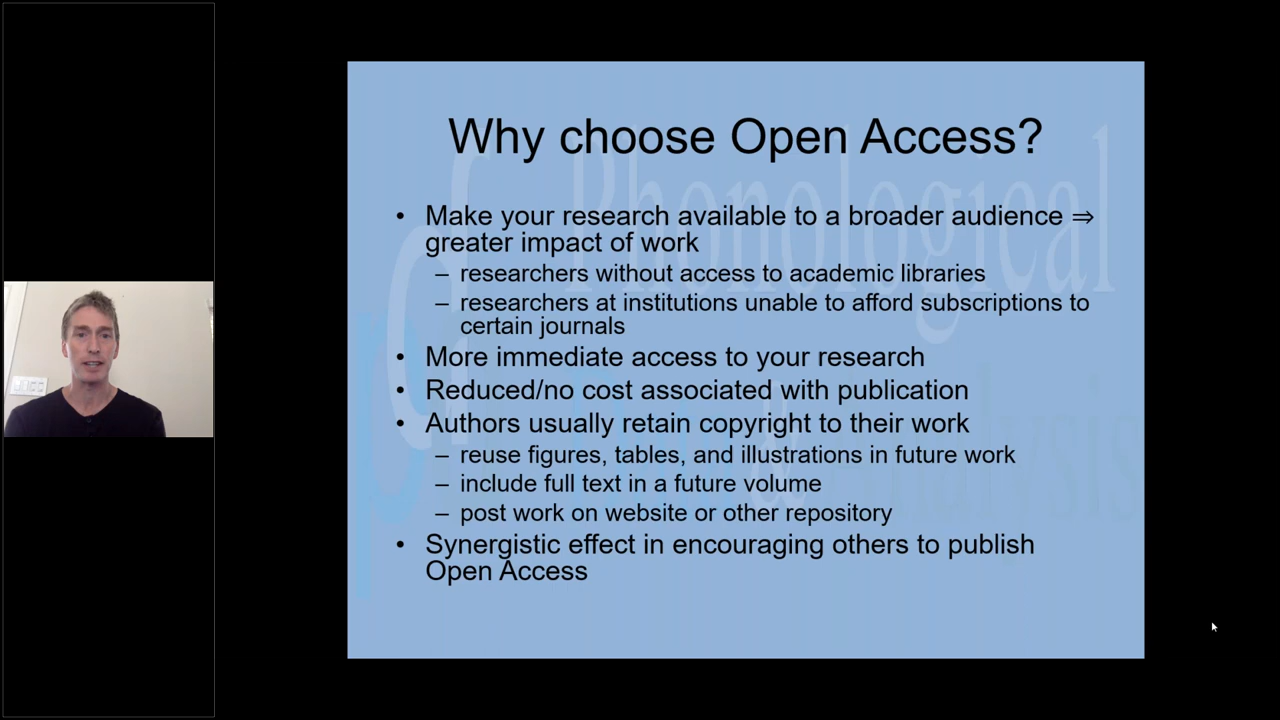 Why choose Open Access?
• Make your research available to a broader audience ⇒
greater impact of work
– researchers without access to academic libraries
– researchers at institutions unable to afford subscriptions to
certain journals
• More immediate access to your research
• Reduced/no cost associated with publication
• Authors usually retain copyright to their work
– reuse figures, tables, and illustrations in future work
– include full text in a future volume
– post work on website or other repository
• Synergistic effect in encouraging others to publish
Open Access
Phonological